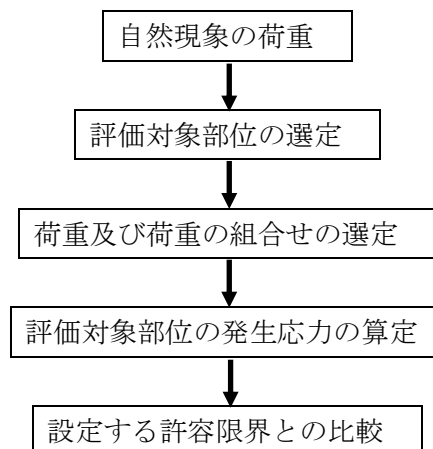 自然現象の荷重
評価対象部位の選定
荷重及び荷重の組合せの選定
評価対象部位の発生応力の算定
設定する許容限界との比較